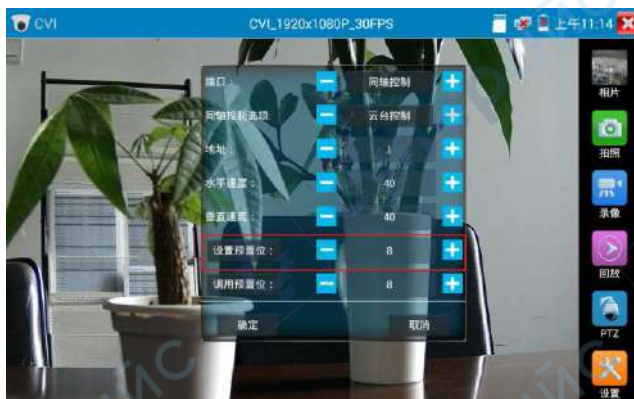 CVI CVI_1920x1080P_30FPS 上午11:14
端口： 同轴控制
同轴控制选项： 云台控制
地址： 1
水平速度： 40
垂直速度： 40
设置预置位： 8
调用预置位： 8
确定 取消
相片
拍照
录像
回放
PTZ
设置